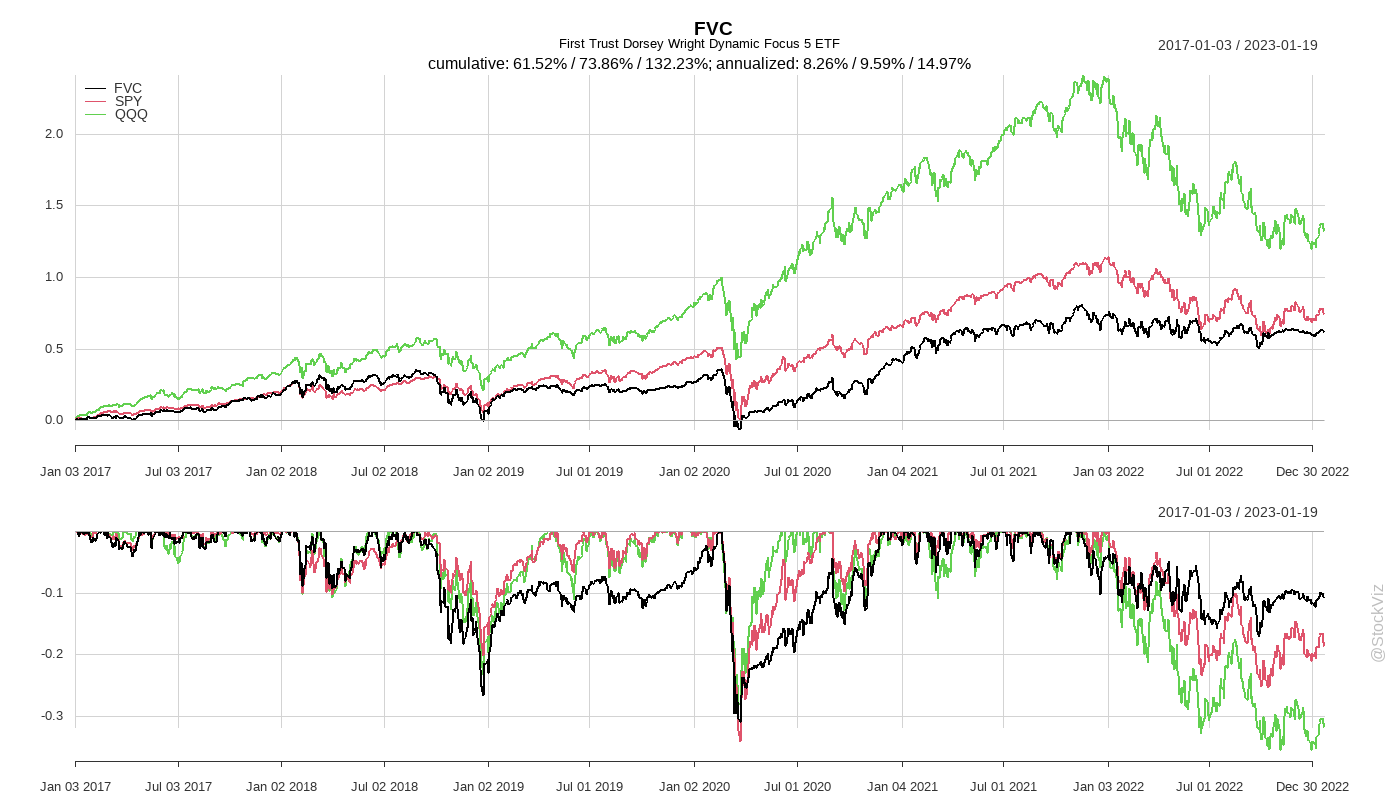 FVC
First Trust Dorsey Wright Dynamic Focus 5 ETF
2017-01-03 / 2023-01-19
cumulative: 61.52% / 73.86% / 132.23%; annualized: 8.26% / 9.59% / 14.97%
FVC
SPY
QQQ
2.0
1.5
1.0
0.5
0.0
Jan 03 2017 Jul 03 2017 Jan 02 2018 Jul 02 2018 Jan 02 2019 Jul 01 2019 Jan 02 2020 Jul 01 2020 Jan 04 2021 Jul 01 2021 Jan 03 2022 Jul 01 2022 Dec 30 2022
2017-01-03 / 2023-01-19
-0.1
-0.2
-0.3
Jan 03 2017 Jul 03 2017 Jan 02 2018 Jul 02 2018 Jan 02 2019 Jul 01 2019 Jan 02 2020 Jul 01 2020 Jan 04 2021 Jul 01 2021 Jan 03 2022 Jul 01 2022 Dec 30 2022
@StockViz